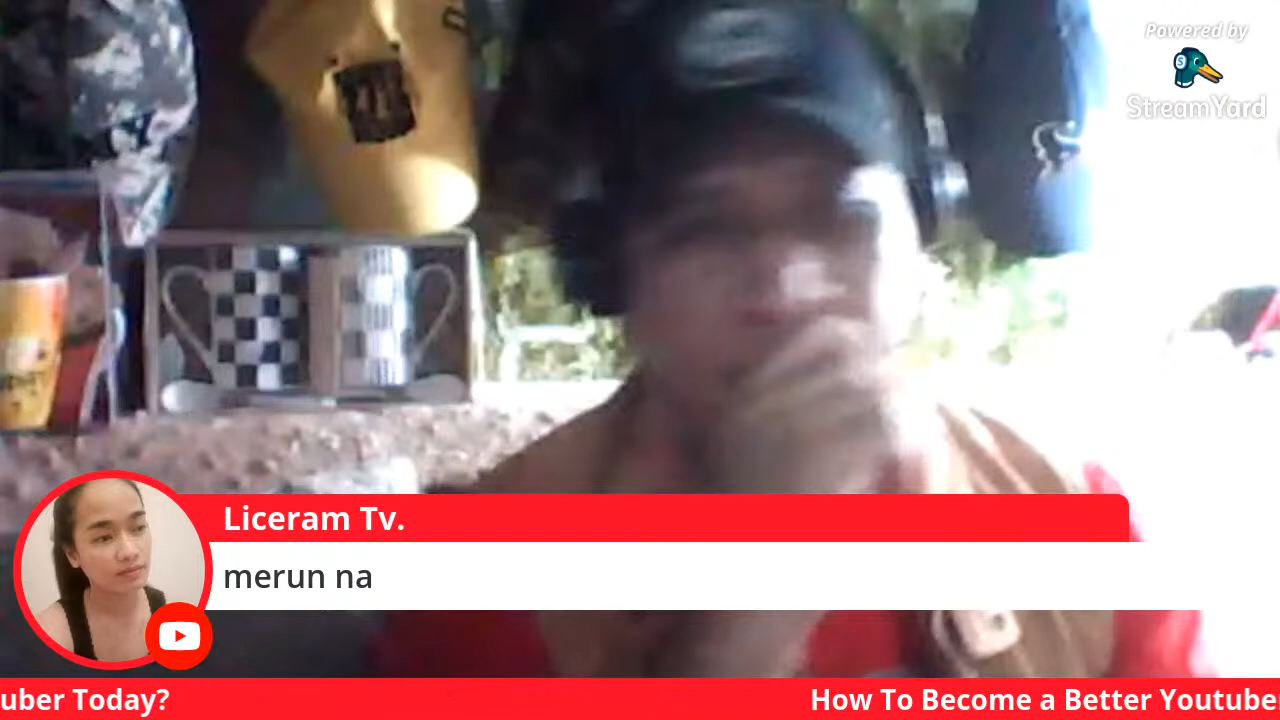 Powered by
StreamYard
Liceram Tv.
merun na
uber Today?
How To Become a Better Youtube